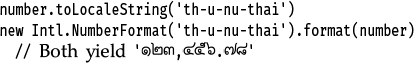 number.toLocaleString('th-u-nu-thai')
new Intl.NumberFormat('th-u-nu-thai').format(number)
// Both yield '๑๒๓,๔๕๖.๗๘'